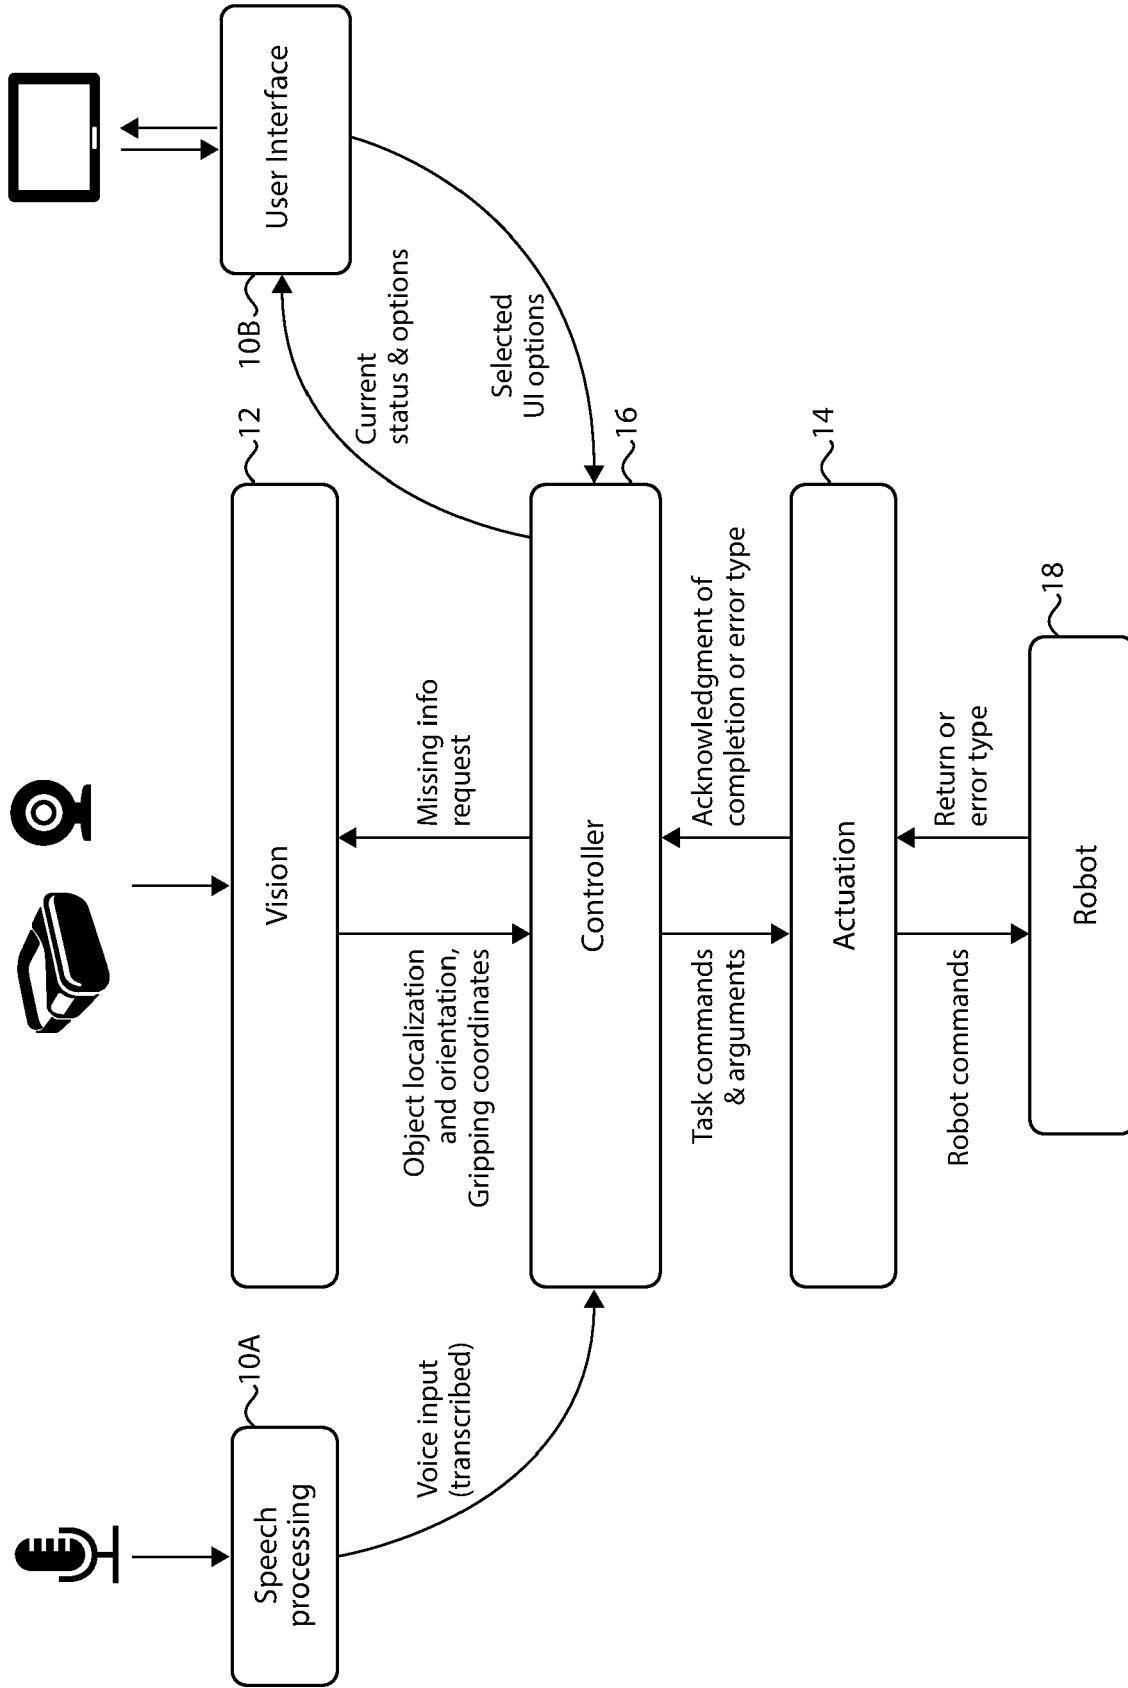 Speech
processing
10A
Vision
12
User Interface
10B
Voice input
(transcribed)
Object localization
and orientation,
Gripping coordinates
Missing info
request
Current
status & options
Selected
UI options
Controller
16
Task commands
& arguments
Acknowledgment of
completion or error type
Actuation
14
Robot commands
Return or
error type
Robot
18